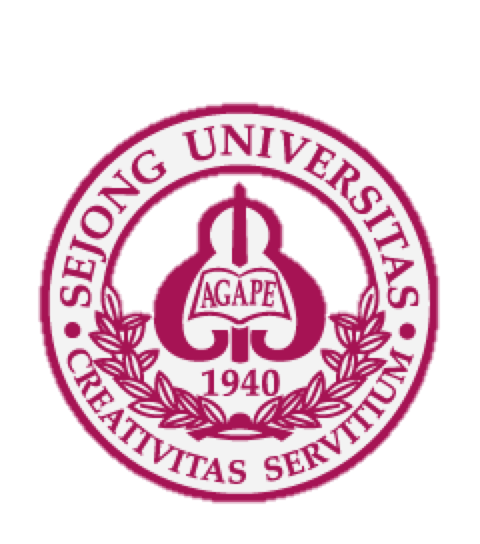 SEJONG UNIVERSITAS
AGAPE
1940
CREATIVITAS SERVITIUM